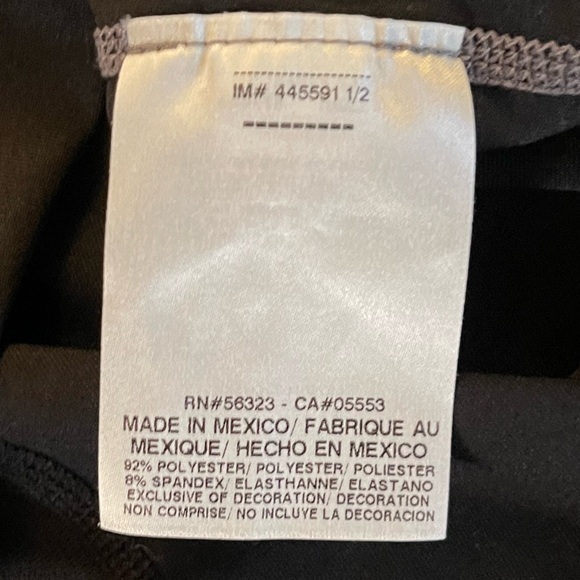 IM# 445591 1/2
RN#56323 - CA#05553
MADE IN MEXICO/ FABRIQUE AU
MEXIQUE/ HECHO EN MEXICO
92% POLYESTER/ POLYESTER/ POLIESTER
8% SPANDEX/ ELASTHANNE/ ELASTANO
EXCLUSIVE OF DECORATION/ DECORATION
NON COMPRISE/ NO INCLUYE LA DECORACION